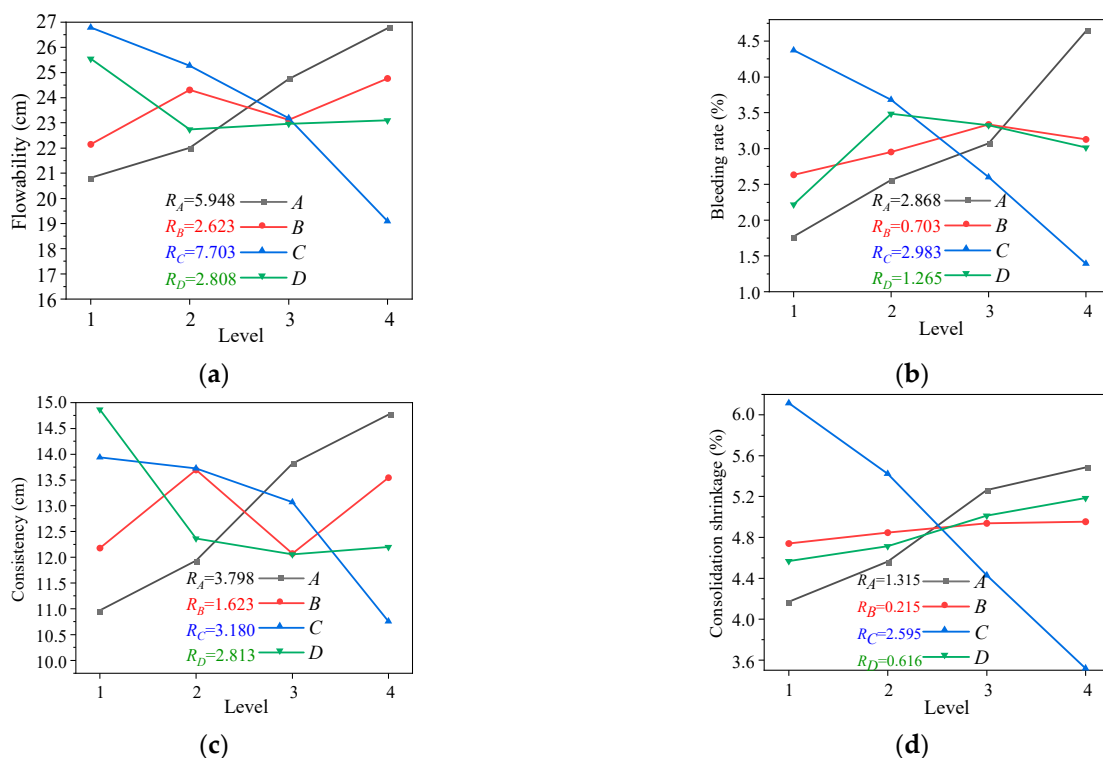 Flowability (cm)
27
26
25
24
23
22
21
20
19
18
17
16
R_A=5.948 A
R_B=2.623 B
R_C=7.703 C
R_D=2.808 D
1 2 3 4
Level
(a)
Bleeding rate (%)
4.5
4.0
3.5
3.0
2.5
2.0
1.5
1.0
R_A=2.868 A
R_B=0.703 B
R_C=2.983 C
R_D=1.265 D
1 2 3 4
Level
(b)
Consistency (cm)
15.0
14.5
14.0
13.5
13.0
12.5
12.0
11.5
11.0
10.5
10.0
R_A=3.798 A
R_B=1.623 B
R_C=3.180 C
R_D=2.813 D
1 2 3 4
Level
(c)
Consolidation shrinkage (%)
6.0
5.6
5.2
4.8
4.4
4.0
3.6
R_A=1.315 A
R_B=0.215 B
R_C=2.595 C
R_D=0.616 D
1 2 3 4
Level
(d)